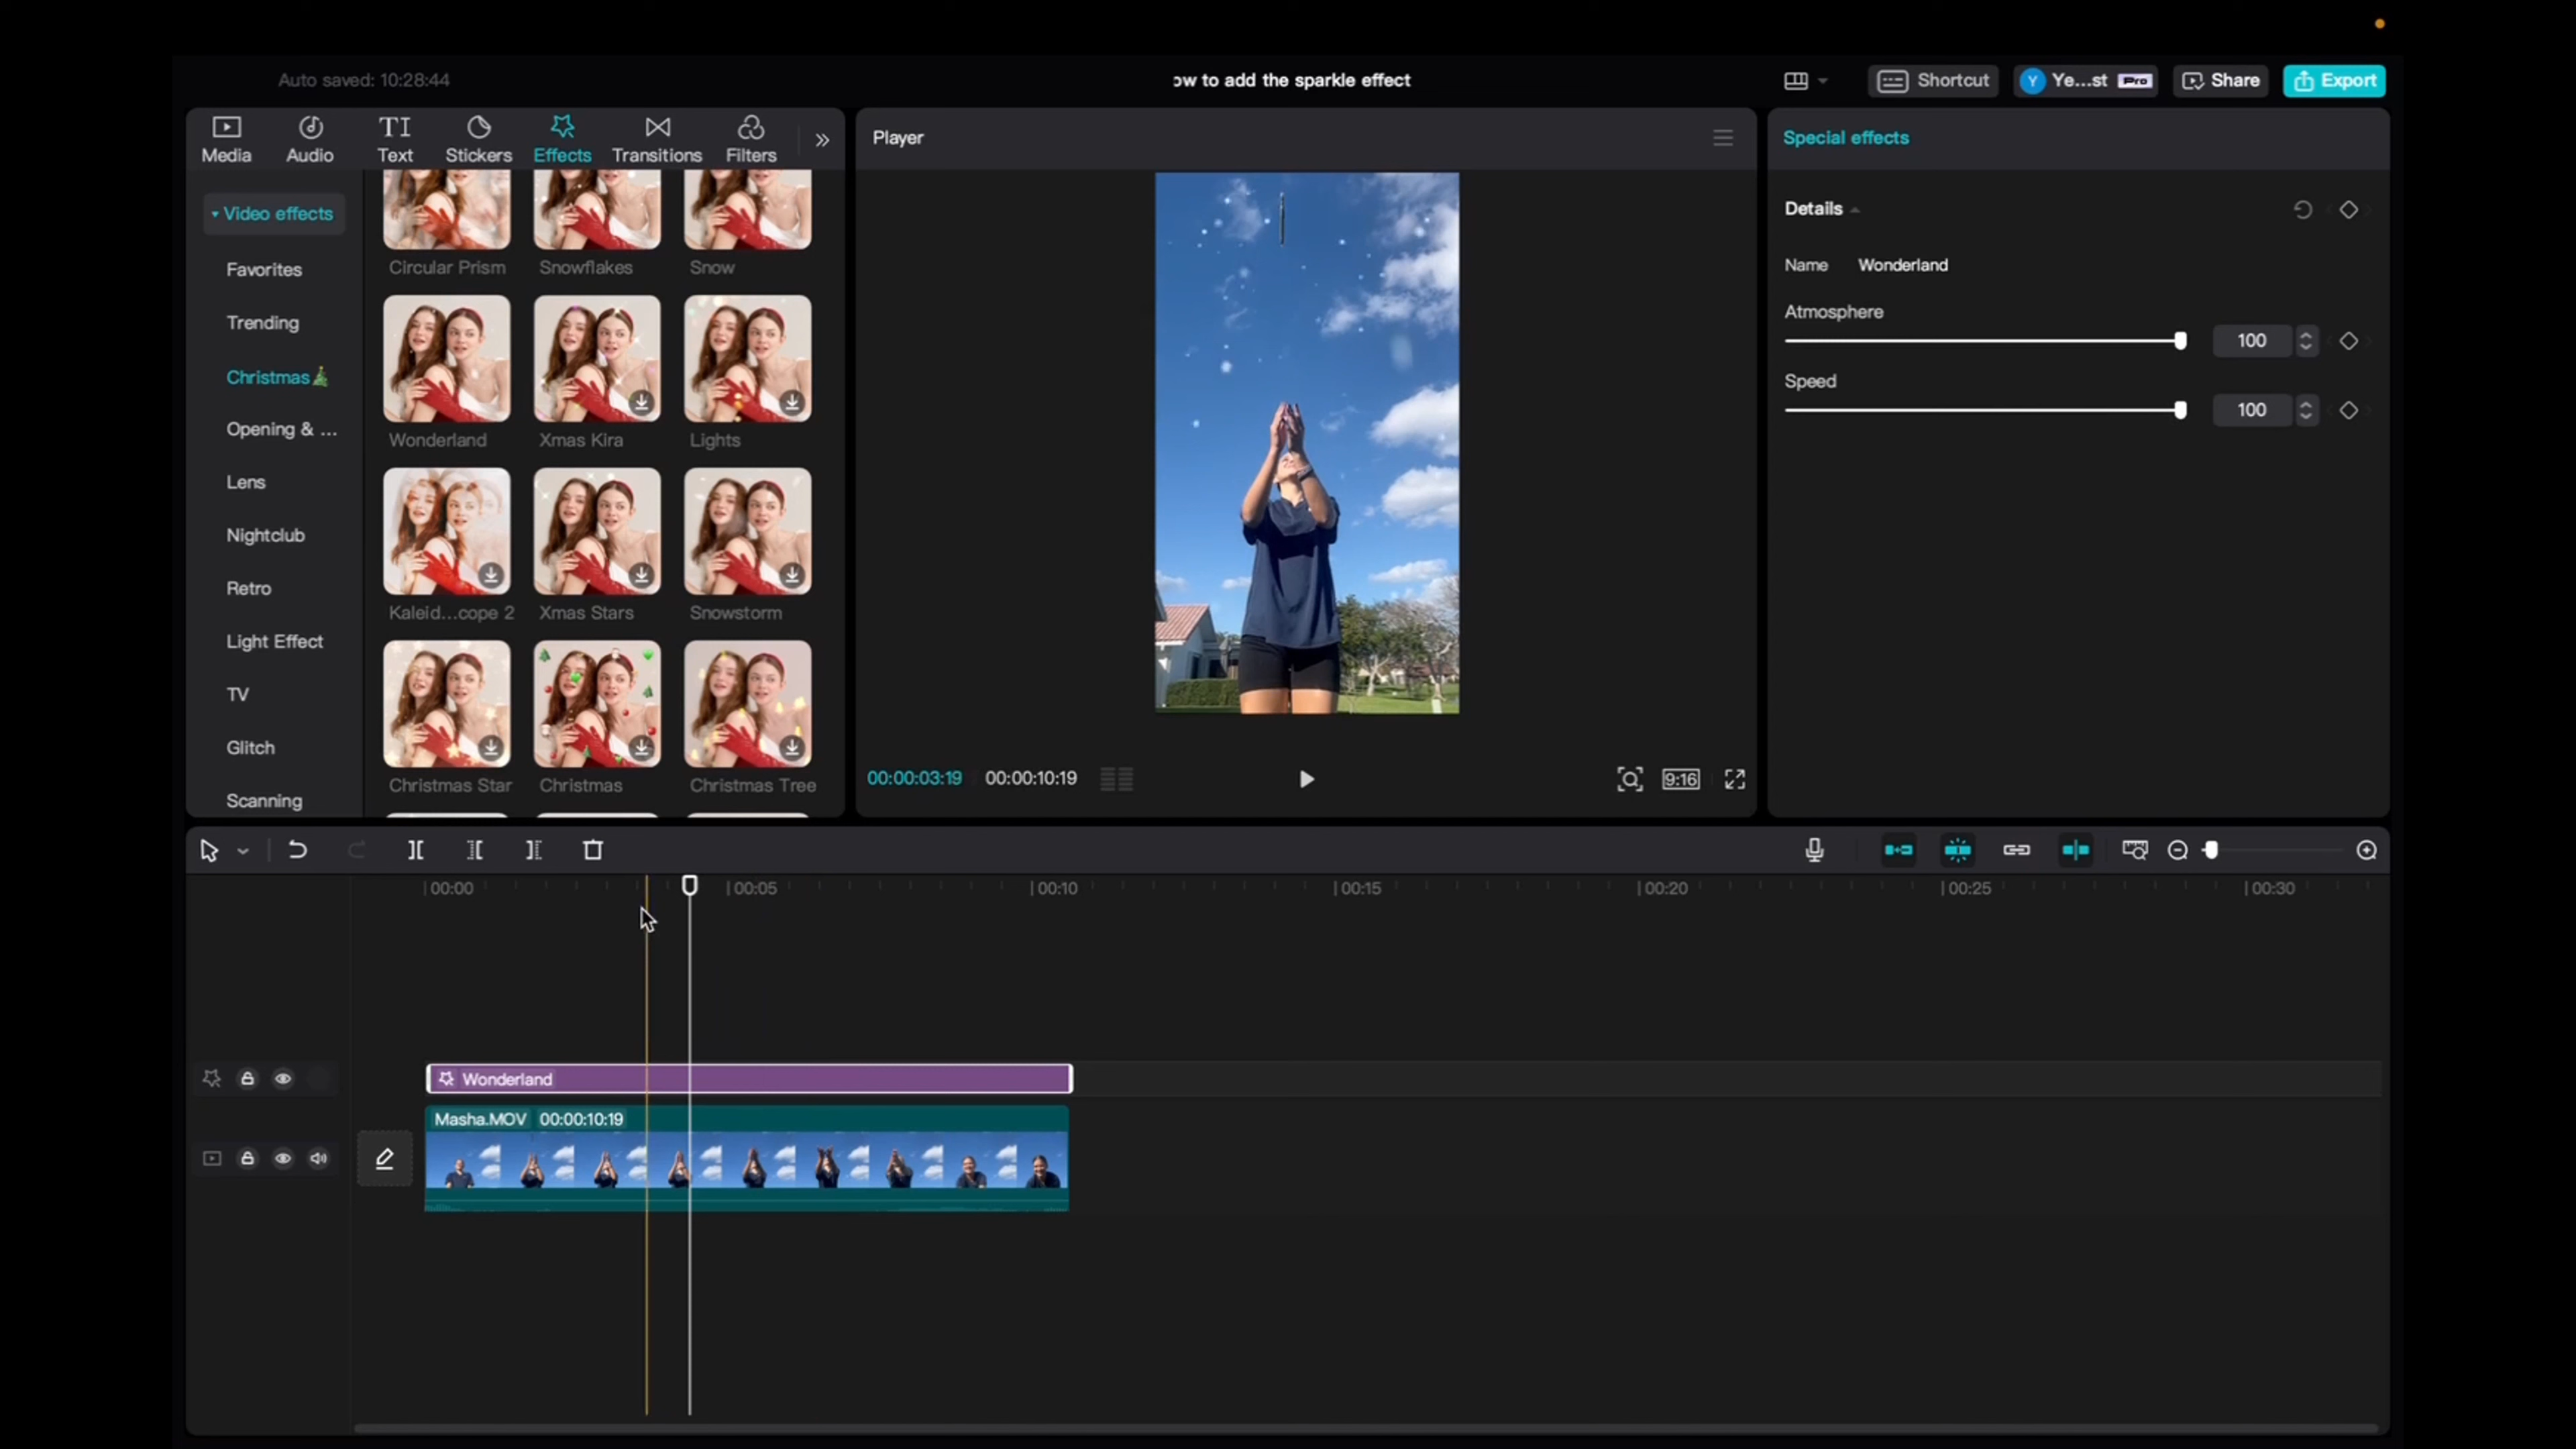 Auto saved: 10:28:44
ow to add the sparkle effect
Shortcut
Y Ye...st Pro
Share
Export
Media
Audio
TI Text
Stickers
Effects
Transitions
Filters
Player
Special effects
Video effects
Favorites
Trending
Christmas🎄
Opening & ...
Lens
Nightclub
Retro
Light Effect
TV
Glitch
Scanning
Circular Prism
Snowflakes
Snow
Wonderland
Xmas Kira
Lights
Kaleid...cope 2
Xmas Stars
Snowstorm
Christmas Star
Christmas
Christmas Tree
00:00:03:19 00:00:10:19
9:16
Details
Name Wonderland
Atmosphere
100
Speed
100
00:00 00:05 00:10 00:15 00:20 00:25 00:30
Wonderland
Masha.MOV 00:00:10:19